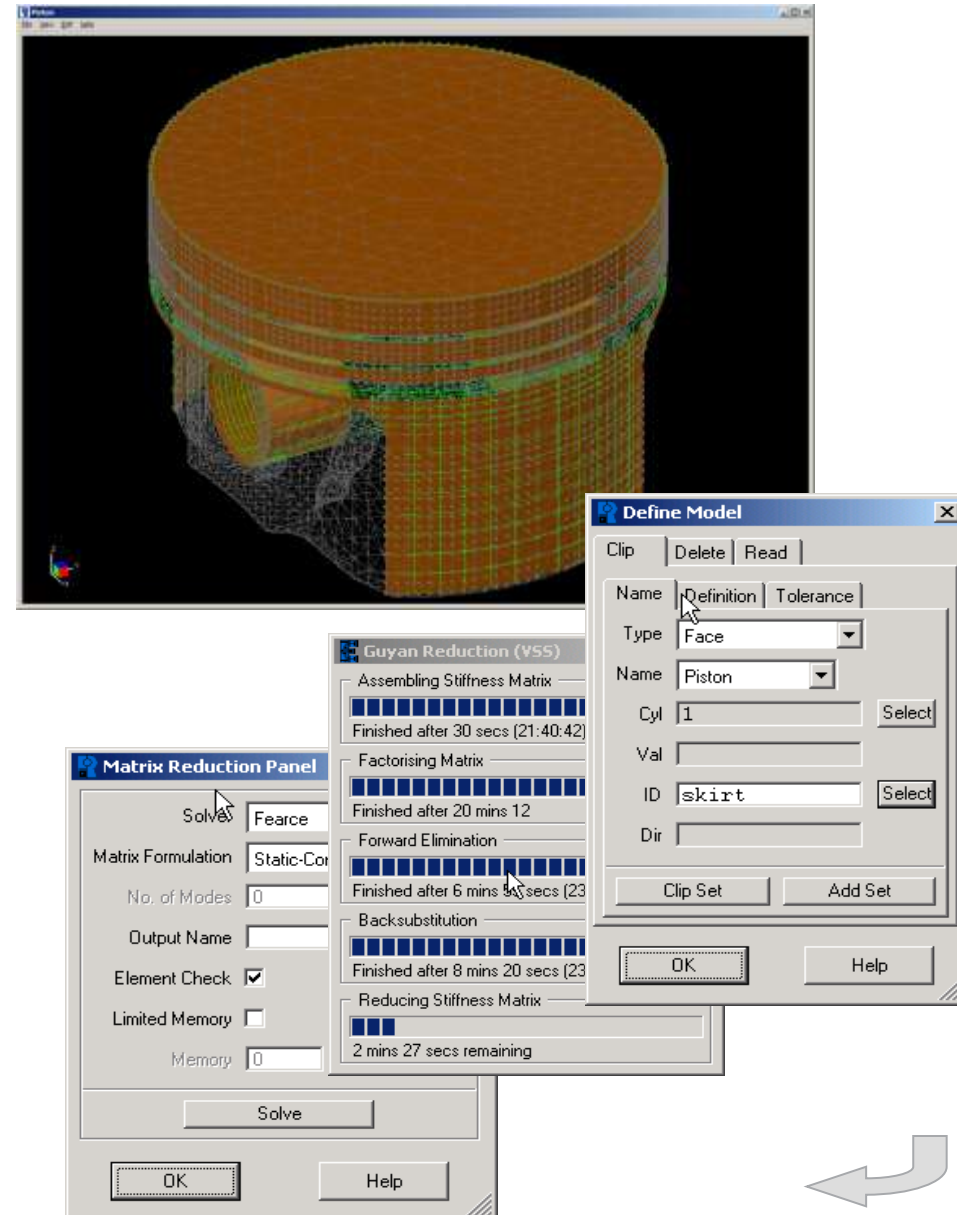 Piston
Define Model
Clip Delete Read
Name Definition Tolerance
Type Face
Name Piston
Cyl 1 Select
Val
ID skirt Select
Dir
Clip Set Add Set
OK Help
Guyan Reduction (VSS)
Assembling Stiffness Matrix
Finished after 30 secs (21:40:42)
Factorising Matrix
Finished after 20 mins 12
Forward Elimination
Finished after 6 mins secs (23
Backsubstitution
Finished after 8 mins 20 secs (23
Reducing Stiffness Matrix
2 mins 27 secs remaining
Matrix Reduction Panel
Fearce
Matrix Formulation Static-Con
No. of Modes 0
Output Name
Element Check
Limited Memory
Memory 0
Solve
OK Help